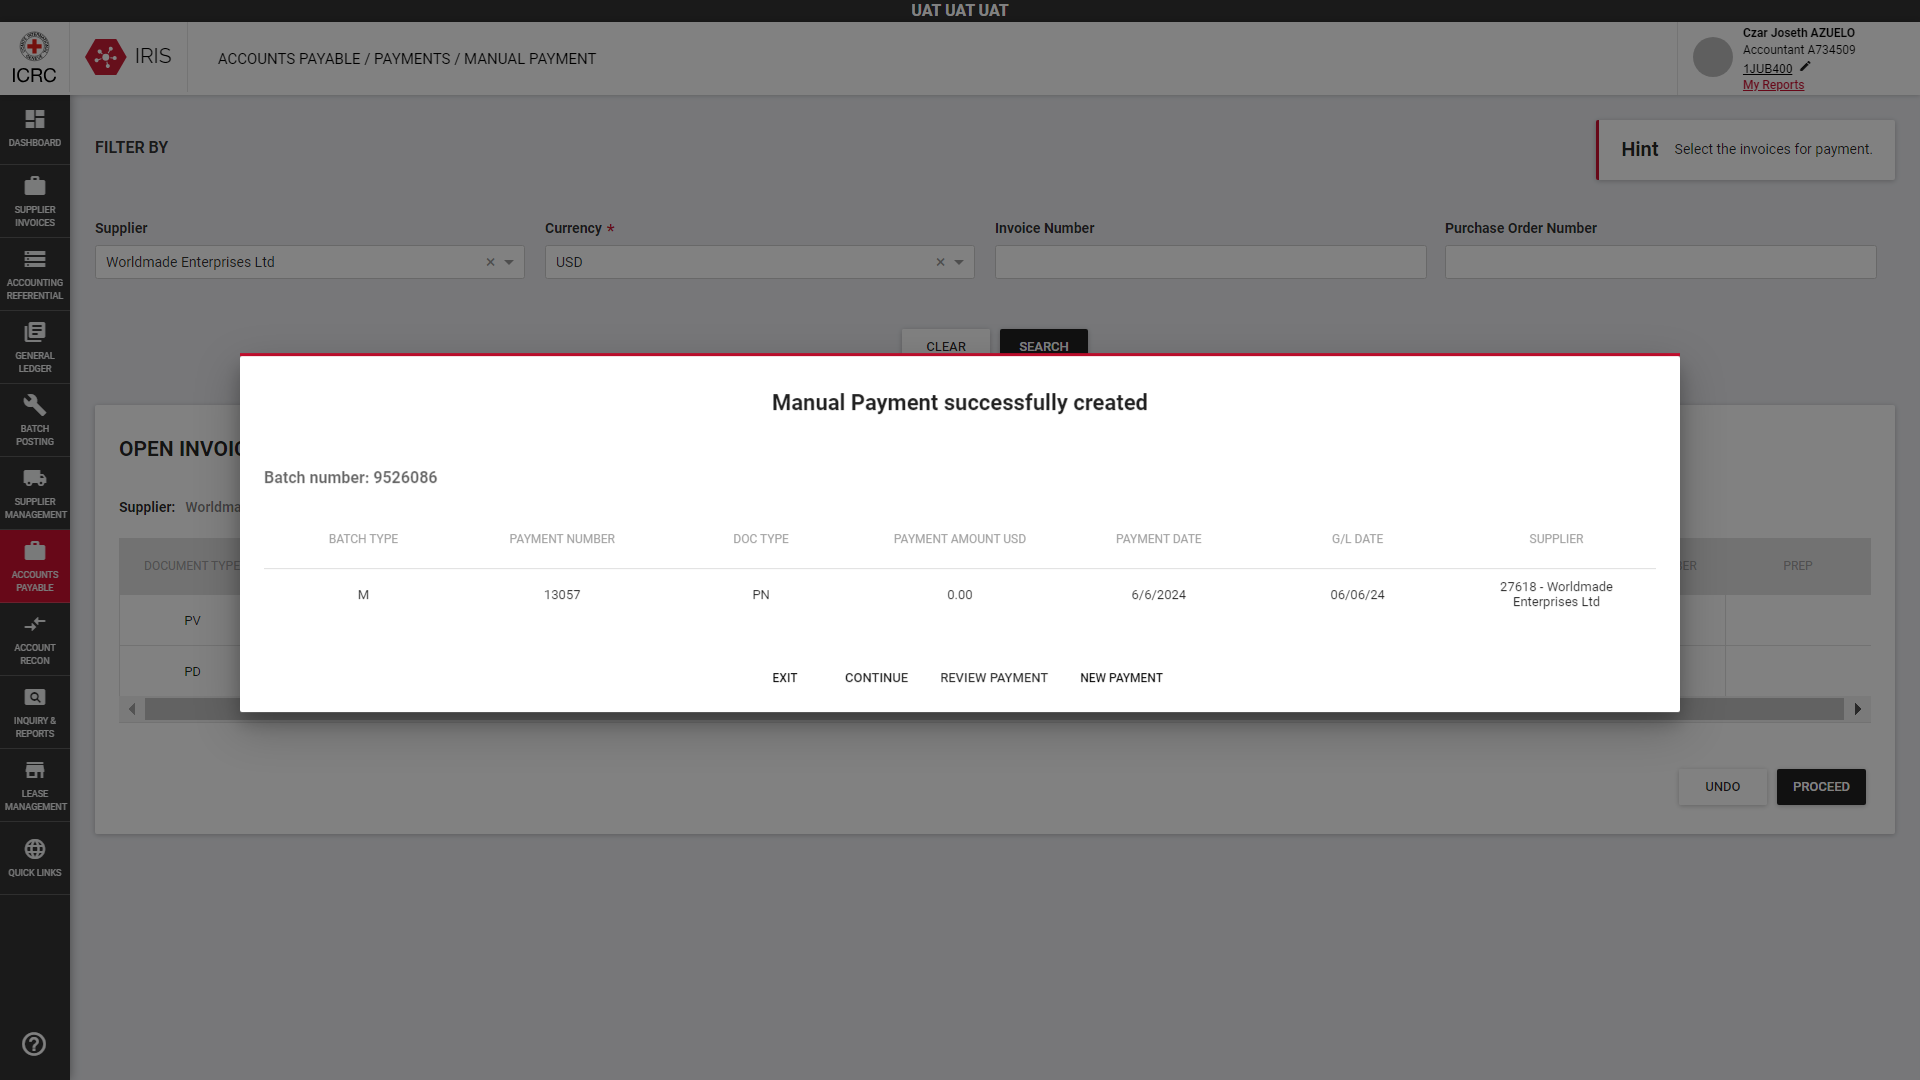 UAT UAT UAT
ICRC
IRIS
ACCOUNTS PAYABLE / PAYMENTS / MANUAL PAYMENT
Czar Joseth AZUELO
Accountant A734509
1JUB400
My Reports
DASHBOARD
SUPPLIER
INVOICES
ACCOUNTING
REFERENTIAL
GENERAL
LEDGER
BATCH
POSTING
SUPPLIER
MANAGEMENT
ACCOUNTS
PAYABLE
ACCOUNT
RECON
INQUIRY &
REPORTS
LEASE
MANAGEMENT
QUICK LINKS
FILTER BY
Hint Select the invoices for payment.
Supplier Currency * Invoice Number Purchase Order Number
Worldmade Enterprises Ltd USD
CLEAR SEARCH
OPEN INVOIC
Supplier: Worldma
DOCUMENT TYPE ER PREP
PV
PD
Manual Payment successfully created
Batch number: 9526086
BATCH TYPE PAYMENT NUMBER DOC TYPE PAYMENT AMOUNT USD PAYMENT DATE G/L DATE SUPPLIER
M 13057 PN 0.00 6/6/2024 06/06/24 27618 - Worldmade
Enterprises Ltd
EXIT CONTINUE REVIEW PAYMENT NEW PAYMENT
UNDO PROCEED